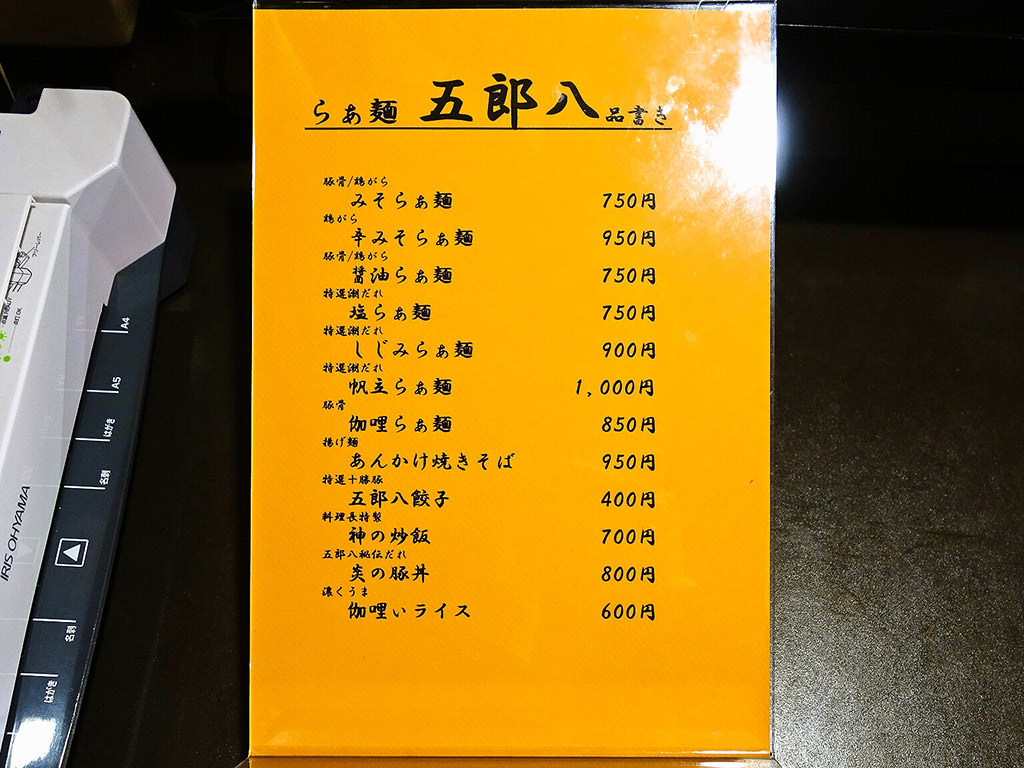 らぁ麺 五郎八 品書き
豚骨/鶏がら
みそらぁ麺 750円
鶏がら
辛みそらぁ麺 950円
豚骨/鶏がら
醤油らぁ麺 750円
特選潮だれ
塩らぁ麺 750円
特選潮だれ
しじみらぁ麺 900円
特選潮だれ
帆立らぁ麺 1,000円
豚骨
伽哩らぁ麺 850円
揚げ麺
あんかけ焼きそば 950円
特選十勝豚
五郎八餃子 400円
料理長特製
神の炒飯 700円
五郎八秘伝だれ
炎の豚丼 800円
濃くうま
伽哩ぃライス 600円
A4
A5
はがき
名刺
IRIS OHYAMA
名刺
はがき